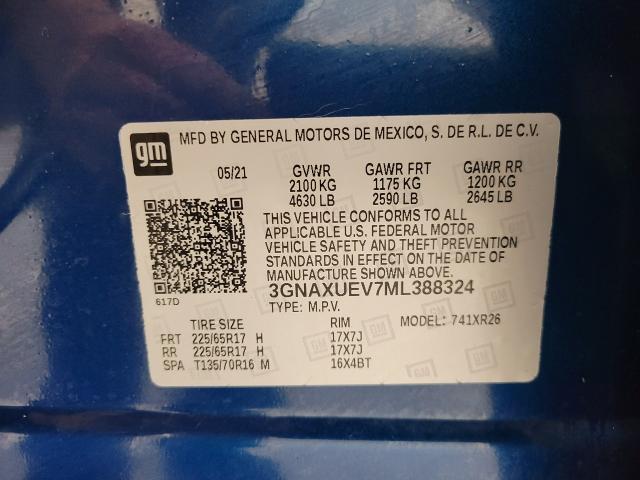 gm MFD BY GENERAL MOTORS DE MEXICO, S. DE R.L. DE C.V.
05/21 GVWR GAWR FRT GAWR RR
2100 KG 1175 KG 1200 KG
4630 LB 2590 LB 2645 LB
THIS VEHICLE CONFORMS TO ALL
APPLICABLE U.S. FEDERAL MOTOR
VEHICLE SAFETY AND THEFT PREVENTION
STANDARDS IN EFFECT ON THE DATE OF
MANUFACTURE SHOWN ABOVE.
617D 3GNAXUEV7ML388324
TYPE: M.P.V. MODEL: 741XR26
TIRE SIZE RIM
FRT 225/65R17 H 17X7J
RR 225/65R17 H 17X7J
SPA T135/70R16 M 16X4BT